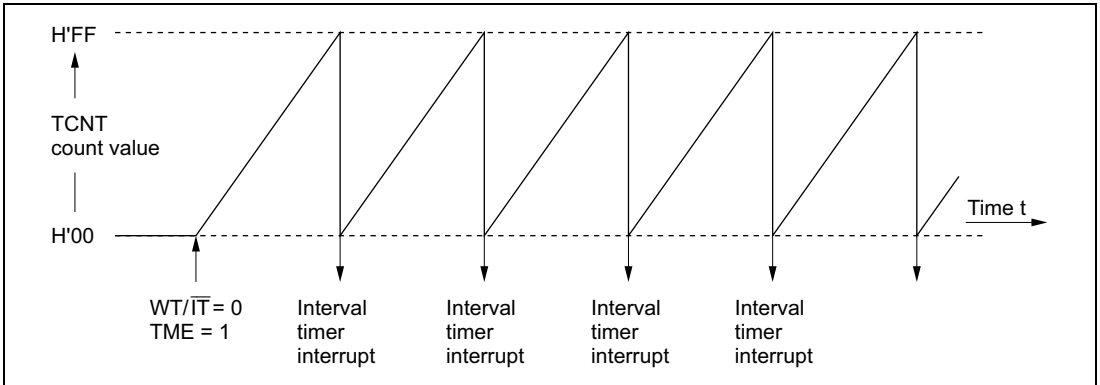 H'FF
TCNT
count value
Time t
H'00
WT/I̅T̅ = 0
TME = 1
Interval
timer
interrupt
Interval
timer
interrupt
Interval
timer
interrupt
Interval
timer
interrupt